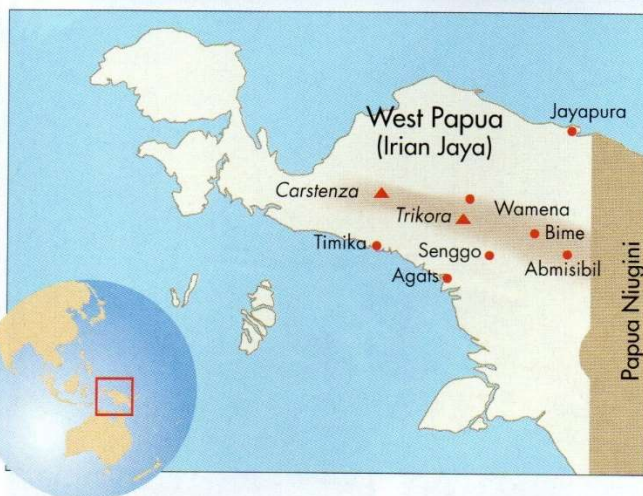 Jayapura
West Papua
(Irian Jaya)
Carstenza
Trikora
Wamena
Bime
Timika
Senggo
Abmisibil
Agats
Papua Niugini